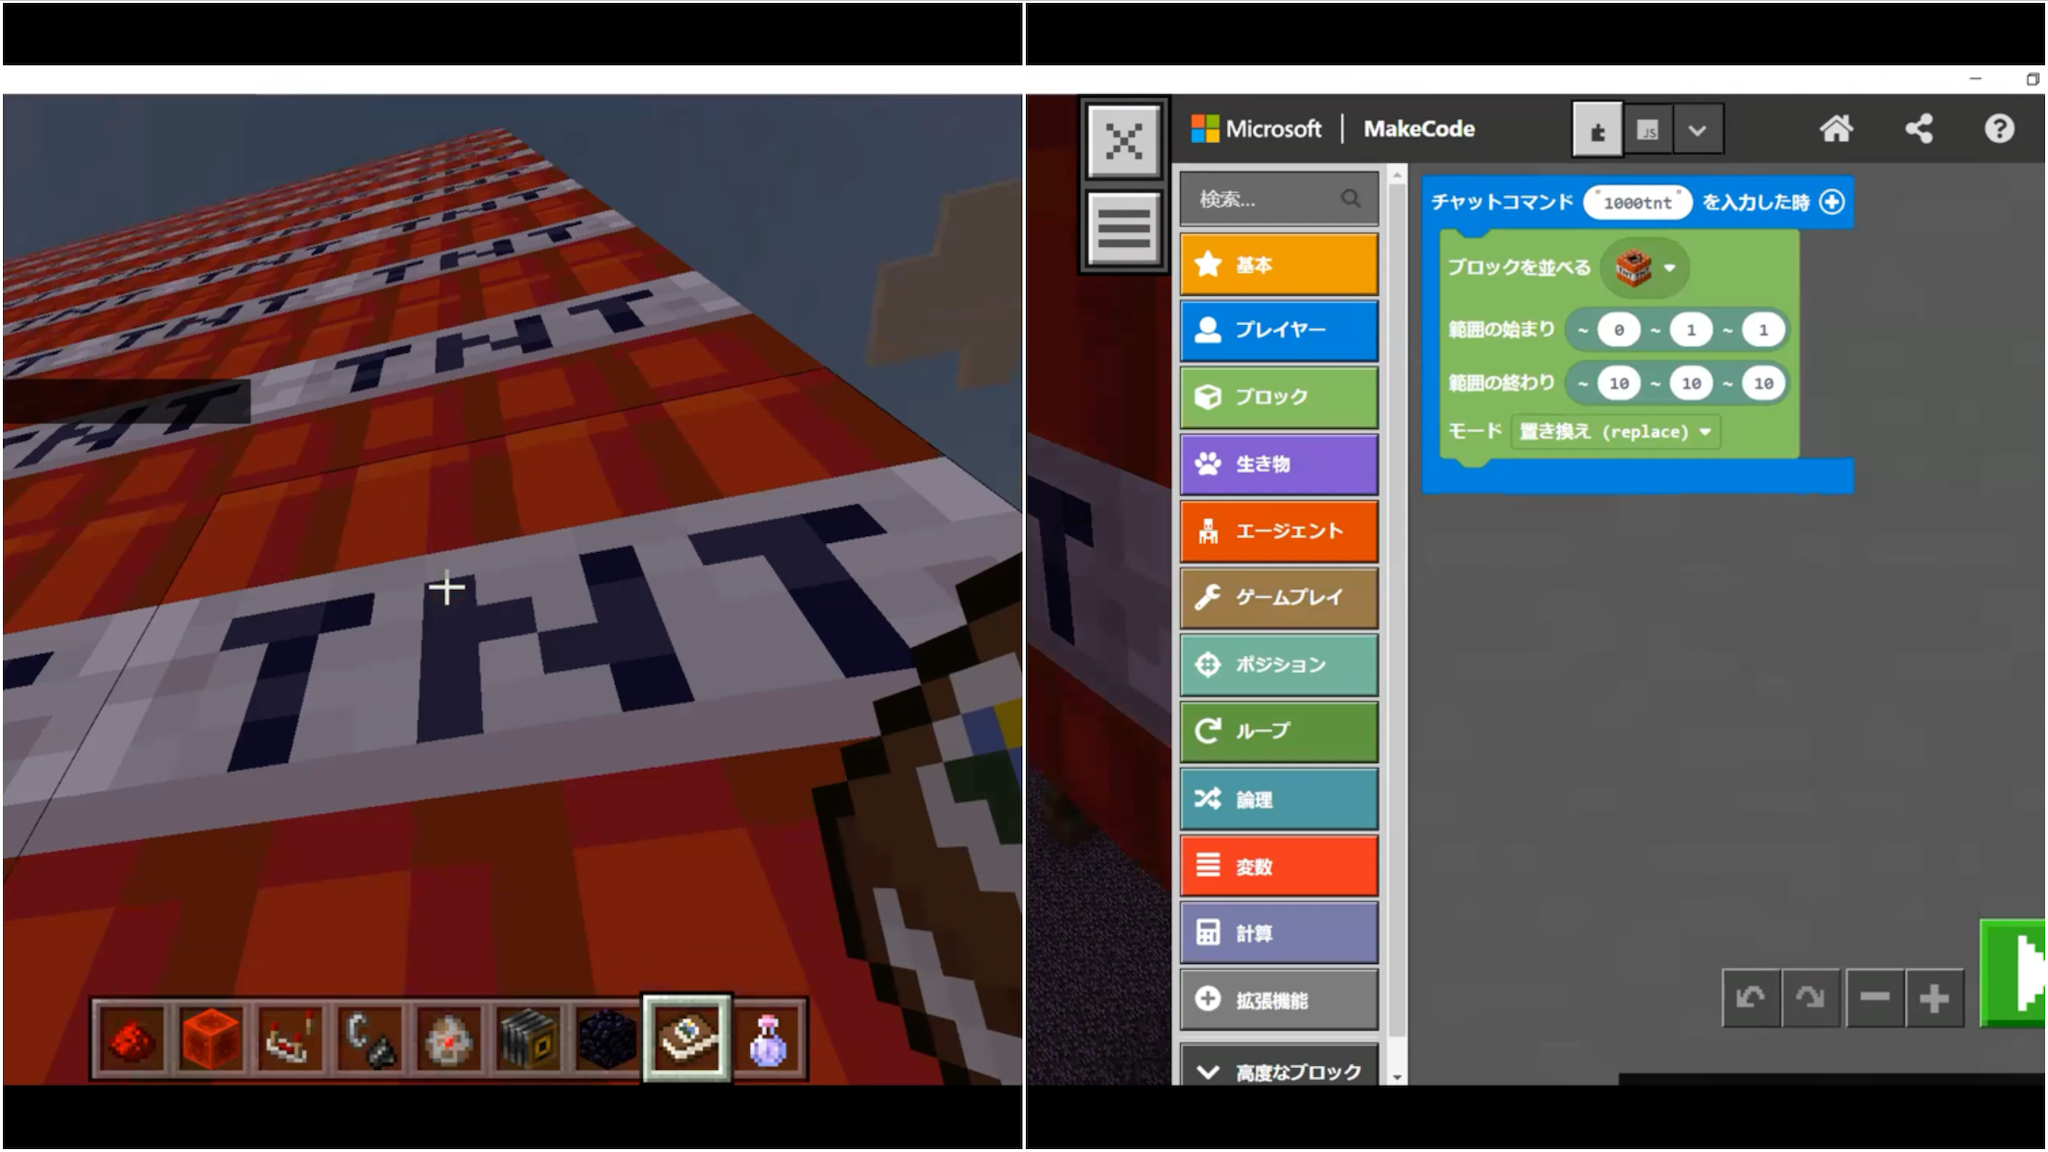 TNT
TNT
TNT
TNT
TNT
Microsoft | MakeCode
JS
検索...
基本
プレイヤー
ブロック
生き物
エージェント
ゲームプレイ
ポジション
ループ
論理
変数
計算
拡張機能
高度なブロック
チャットコマンド "1000tnt" を入力した時
ブロックを並べる
範囲の始まり ~ 0 ~ 1 ~ 1
範囲の終わり ~ 10 ~ 10 ~ 10
モード 置き換え (replace)